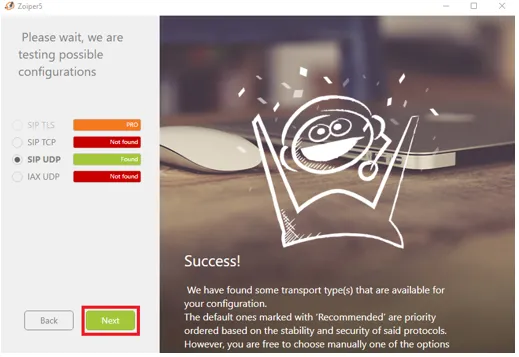 Zoiper5
Please wait, we are
testing possible
configurations
SIP TLS PRO
SIP TCP Not found
SIP UDP Found
IAX UDP Not found
Back Next
Success!
We have found some transport type(s) that are available for
your configuration.
The default ones marked with 'Recommended' are priority
ordered based on the stability and security of said protocols.
However, you are free to choose manually one of the options